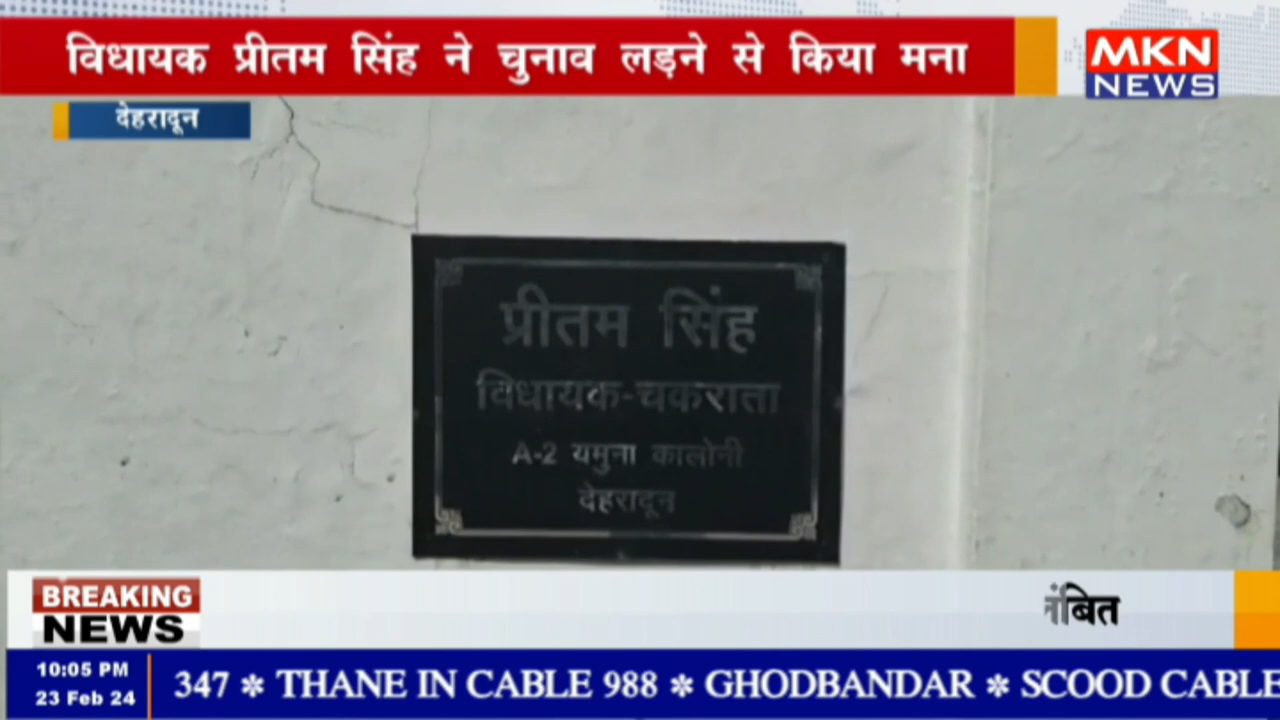 विधायक प्रीतम सिंह ने चुनाव लड़ने से किया मना
MKN
NEWS
देहरादून
प्रीतम सिंह
विधायक-चकराता
A-2 यमुना कालोनी
देहरादून
BREAKING
NEWS
10:05 PM
23 Feb 24
347 * THANE IN CABLE 988 * GHODBANDAR * SCOOD CABLE